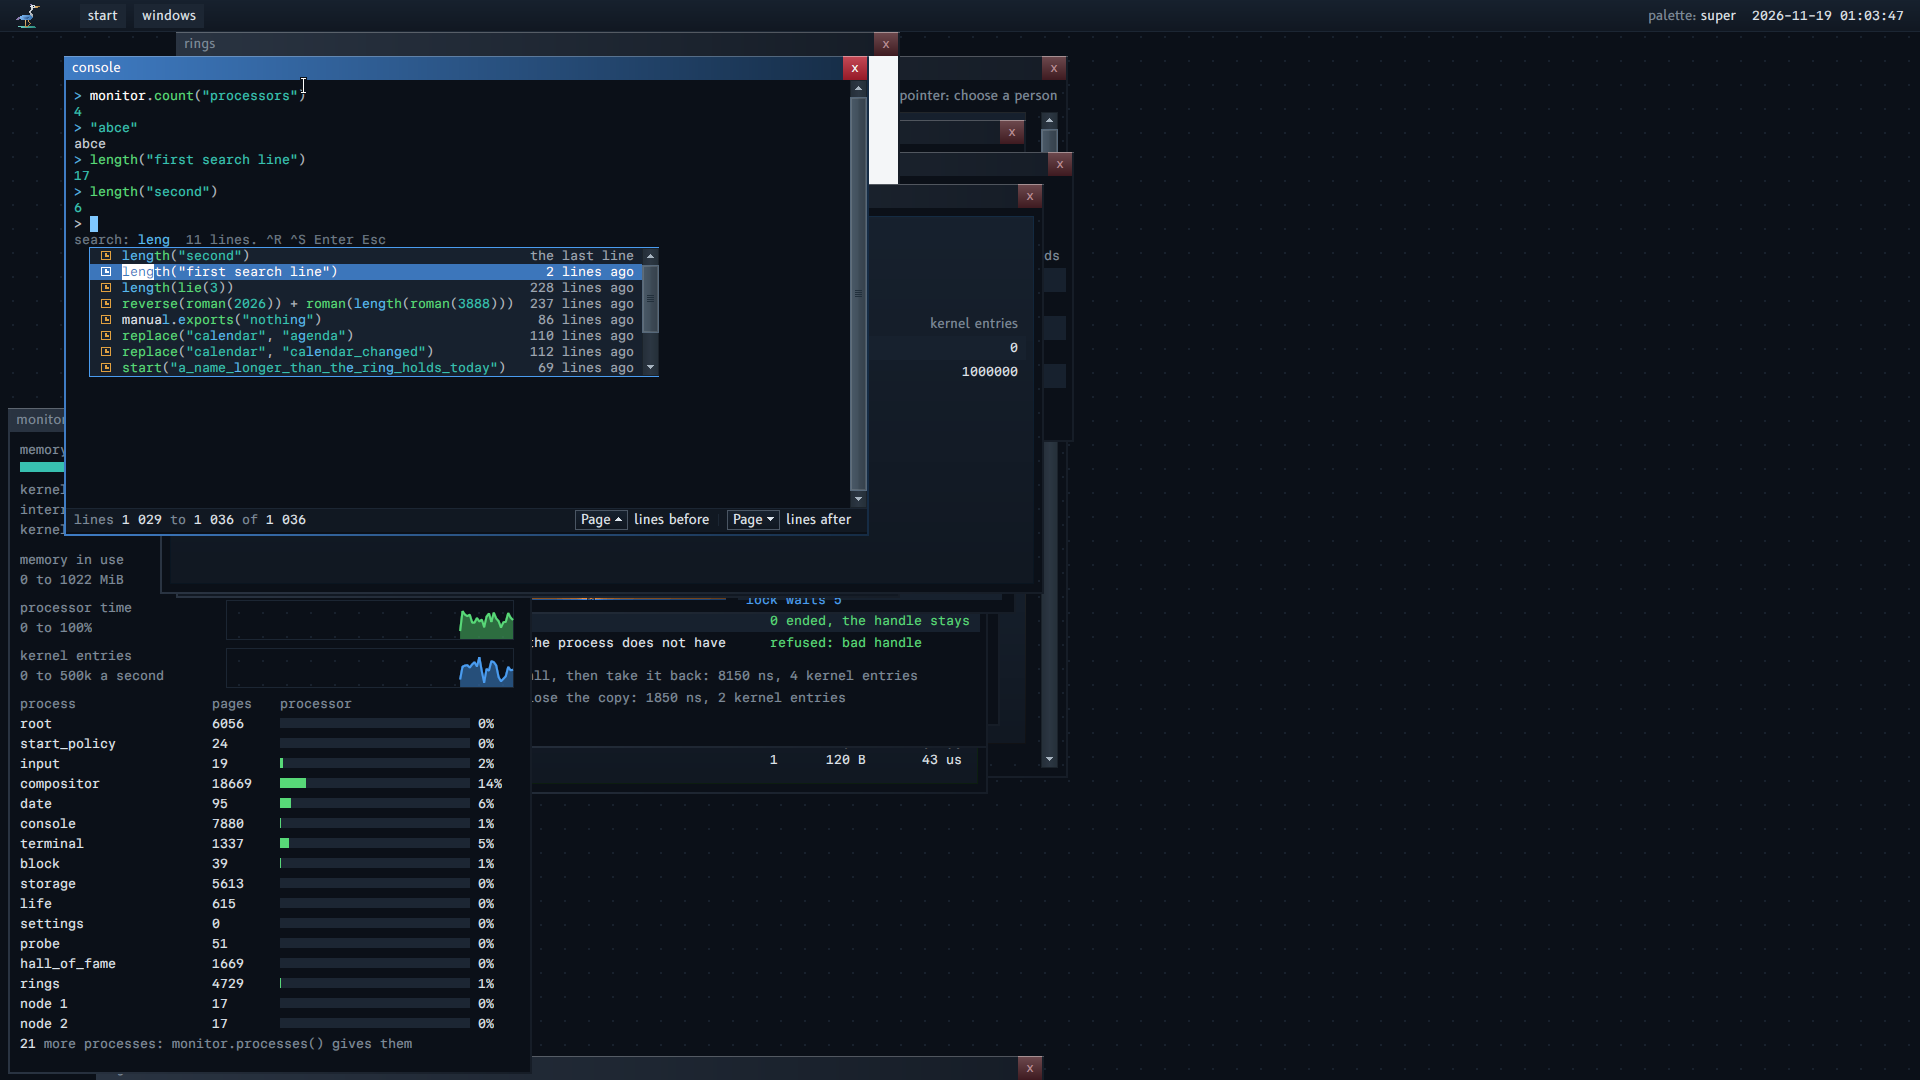 start windows palette: super 2026-11-19 01:03:47
rings x
console x
x
> monitor.count("processors")
4
> "abce"
abce
> length("first search line")
17
> length("second")
6
>
search: leng 11 lines. ^R ^S Enter Esc
length("second") the last line
length("first search line") 2 lines ago
length(lie(3)) 228 lines ago
reverse(roman(2026)) + roman(length(roman(3888))) 237 lines ago
manual.exports("nothing") 86 lines ago
replace("calendar", "agenda") 110 lines ago
replace("calendar", "calendar_changed") 112 lines ago
start("a_name_longer_than_the_ring_holds_today") 69 lines ago
lines 1 029 to 1 036 of 1 036 Page lines before Page lines after
pointer: choose a person
x
x
x
ds
kernel entries
0
1000000
monitor
memory
kernel
inter
kernel
memory in use
0 to 1022 MiB
processor time
0 to 100%
kernel entries
0 to 500k a second
process pages processor
root 6056 0%
start_policy 24 0%
input 19 2%
compositor 18669 14%
date 95 6%
console 7880 1%
terminal 1337 5%
block 39 1%
storage 5613 0%
life 615 0%
settings 0 0%
probe 51 0%
hall_of_fame 1669 0%
rings 4729 1%
node 1 17 0%
node 2 17 0%
21 more processes: monitor.processes() gives them
lock waits 5
0 ended, the handle stays
the process does not have refused: bad handle
all, then take it back: 8150 ns, 4 kernel entries
lose the copy: 1850 ns, 2 kernel entries
1 120 B 43 us
x